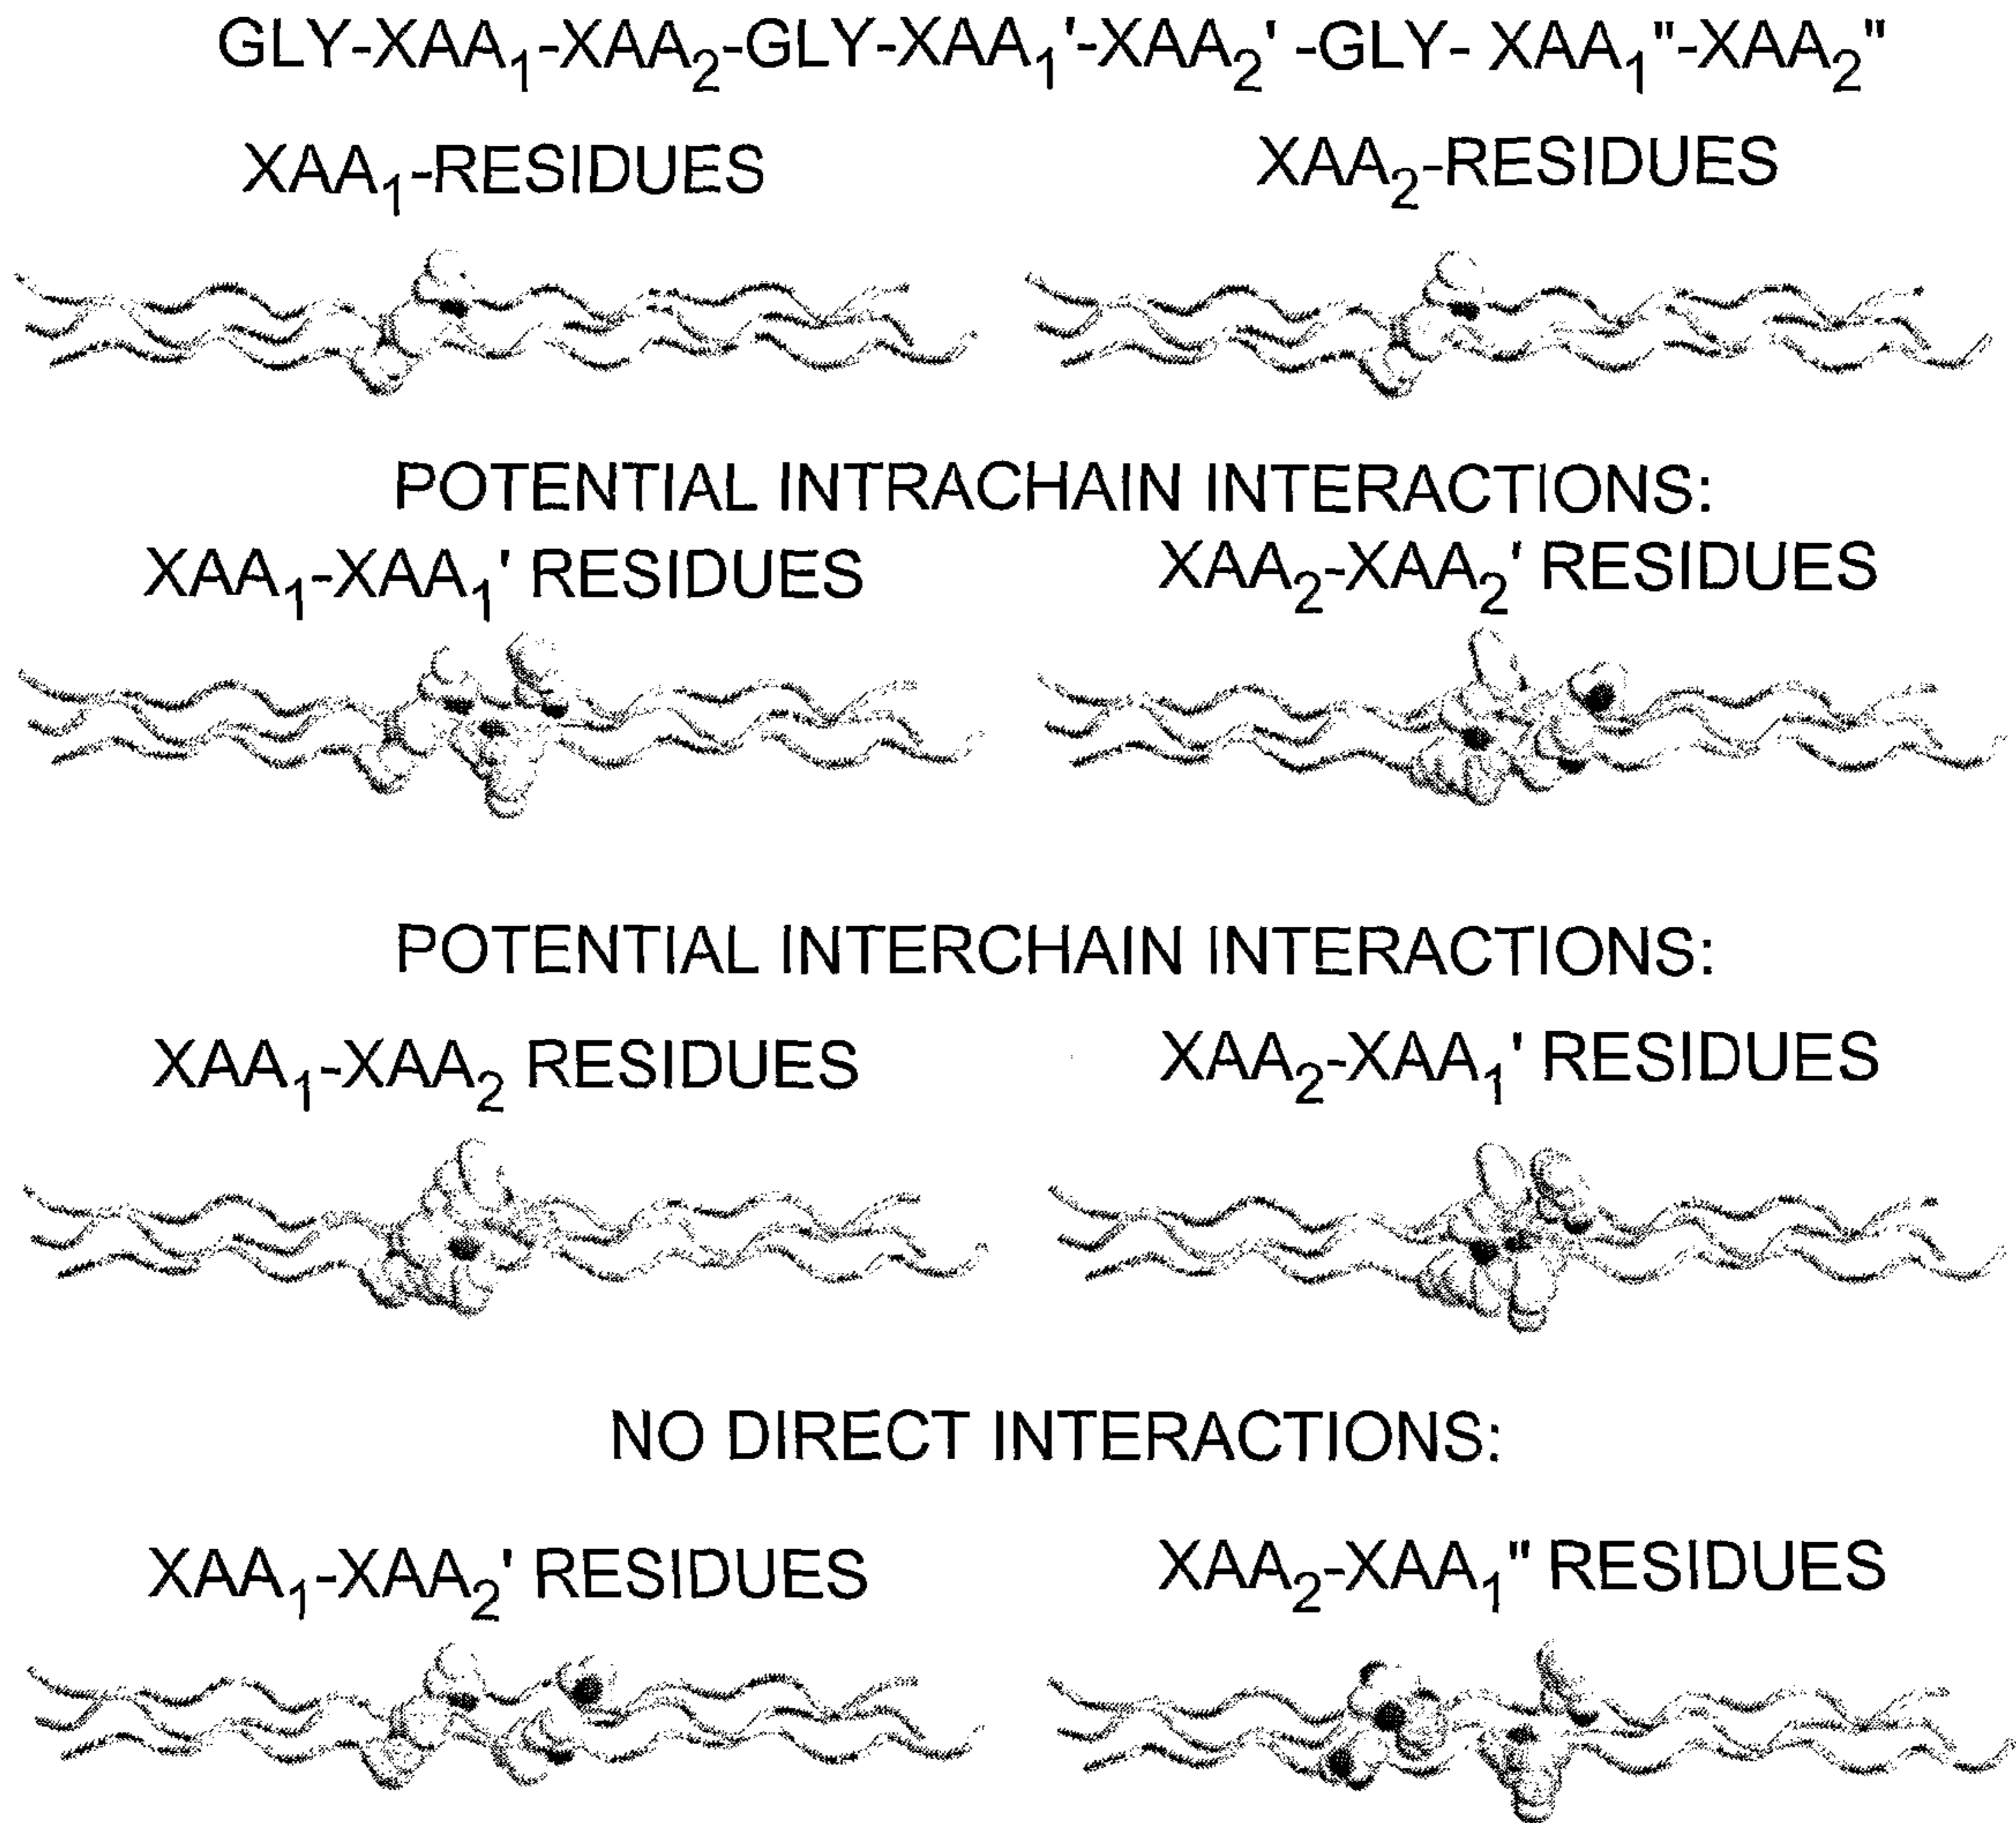 GLY-XAA₁-XAA₂-GLY-XAA₁'-XAA₂' -GLY- XAA₁"-XAA₂"
XAA₁-RESIDUES
XAA₂-RESIDUES
POTENTIAL INTRACHAIN INTERACTIONS:
XAA₁-XAA₁' RESIDUES
XAA₂-XAA₂' RESIDUES
POTENTIAL INTERCHAIN INTERACTIONS:
XAA₁-XAA₂ RESIDUES
XAA₂-XAA₁' RESIDUES
NO DIRECT INTERACTIONS:
XAA₁-XAA₂' RESIDUES
XAA₂-XAA₁" RESIDUES